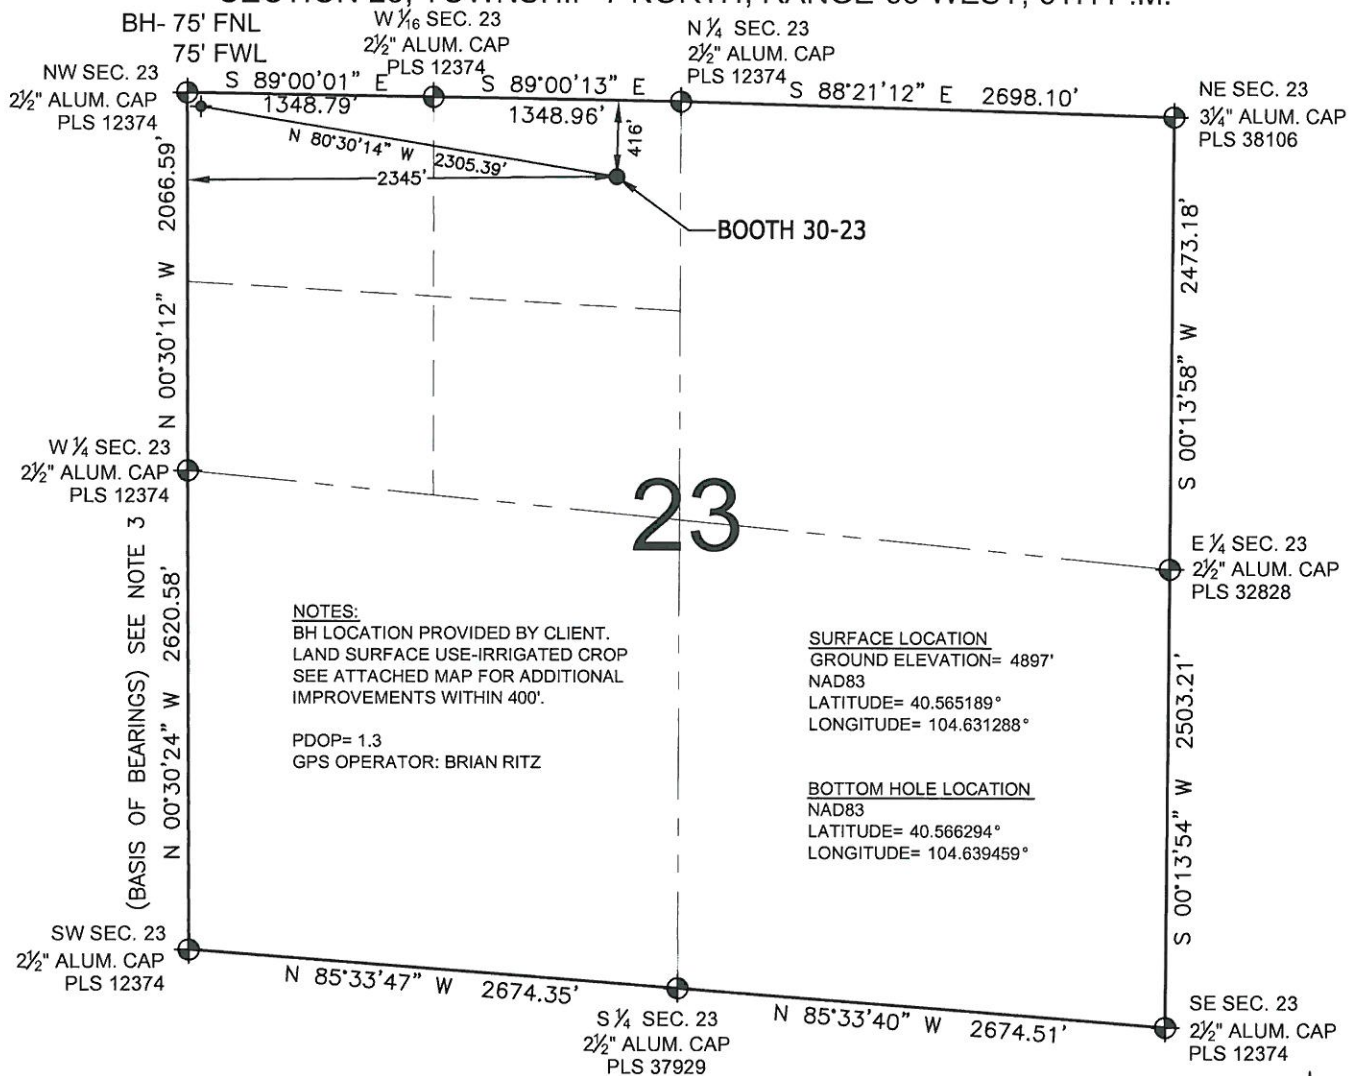 BH- 75' FNL
75' FWL
W 1/16 SEC. 23
2½" ALUM. CAP
PLS 12374
N ¼ SEC. 23
2½" ALUM. CAP
PLS 12374
NW SEC. 23
2½" ALUM. CAP
PLS 12374
S 89°00'01" E
1348.79'
S 89°00'13" E
1348.96'
S 88°21'12" E 2698.10'
NE SEC. 23
3¼" ALUM. CAP
PLS 38106
N 80°30'14" W 2305.39'
416'
2345'
BOOTH 30-23
N 00°30'12" W 2066.59'
S 00°13'58" W 2473.18'
W ¼ SEC. 23
2½" ALUM. CAP
PLS 12374
23
E ¼ SEC. 23
2½" ALUM. CAP
PLS 32828
(BASIS OF BEARINGS) SEE NOTE 3
N 00°30'24" W 2620.58'
NOTES:
BH LOCATION PROVIDED BY CLIENT.
LAND SURFACE USE-IRRIGATED CROP
SEE ATTACHED MAP FOR ADDITIONAL
IMPROVEMENTS WITHIN 400'.
PDOP= 1.3
GPS OPERATOR: BRIAN RITZ
SURFACE LOCATION
GROUND ELEVATION= 4897'
NAD83
LATITUDE= 40.565189°
LONGITUDE= 104.631288°
BOTTOM HOLE LOCATION
NAD83
LATITUDE= 40.566294°
LONGITUDE= 104.639459°
S 00°13'54" W 2503.21'
SW SEC. 23
2½" ALUM. CAP
PLS 12374
N 85°33'47" W 2674.35'
S ¼ SEC. 23
2½" ALUM. CAP
PLS 37929
N 85°33'40" W 2674.51'
SE SEC. 23
2½" ALUM. CAP
PLS 12374